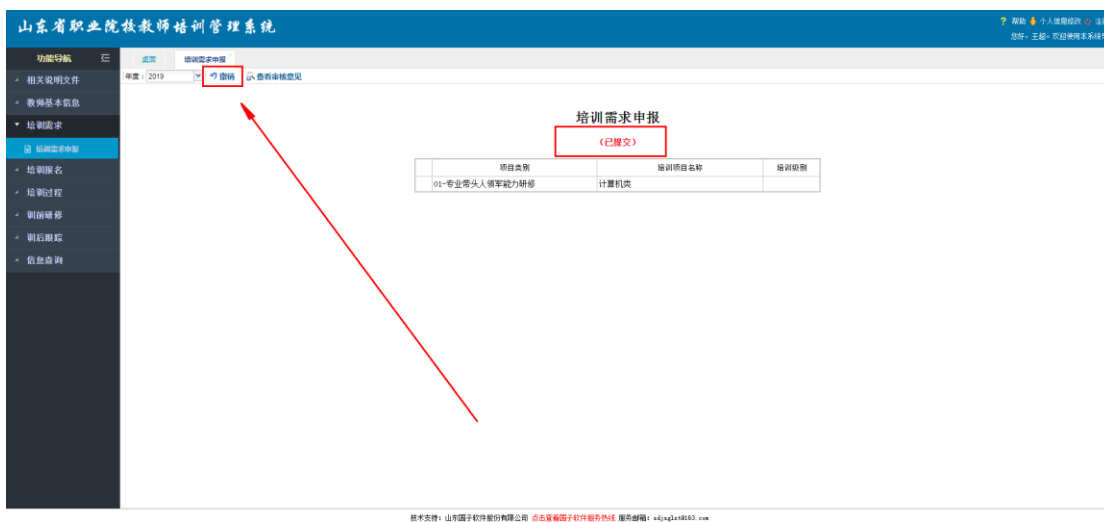 山东省职业院校教师培训管理系统
帮助 个人信息修改
您好，王超，欢迎使用本系统
功能导航
桌面 培训需求申报
年度：2019 撤销 查看审核意见
相关说明文件
教师基本信息
培训需求
培训需求申报
培训报名
培训过程
训前研修
训后跟踪
信息查询
培训需求申报
（已提交）
项目类别 培训项目名称 培训级别
01-专业带头人领军能力研修 计算机类
技术支持：山东国子软件股份有限公司 点击查看国子软件服务热线 服务邮箱：